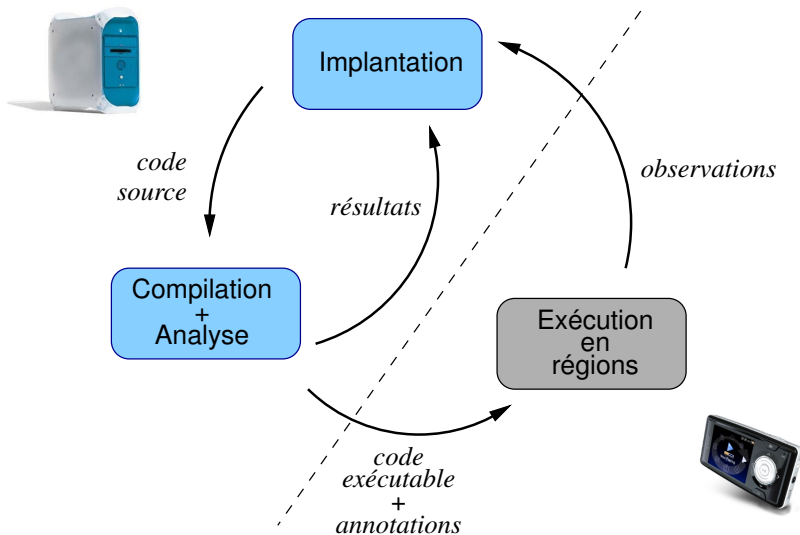 Implantation
code
source
résultats
observations
Compilation
+
Analyse
Exécution
en
régions
code
exécutable
+
annotations